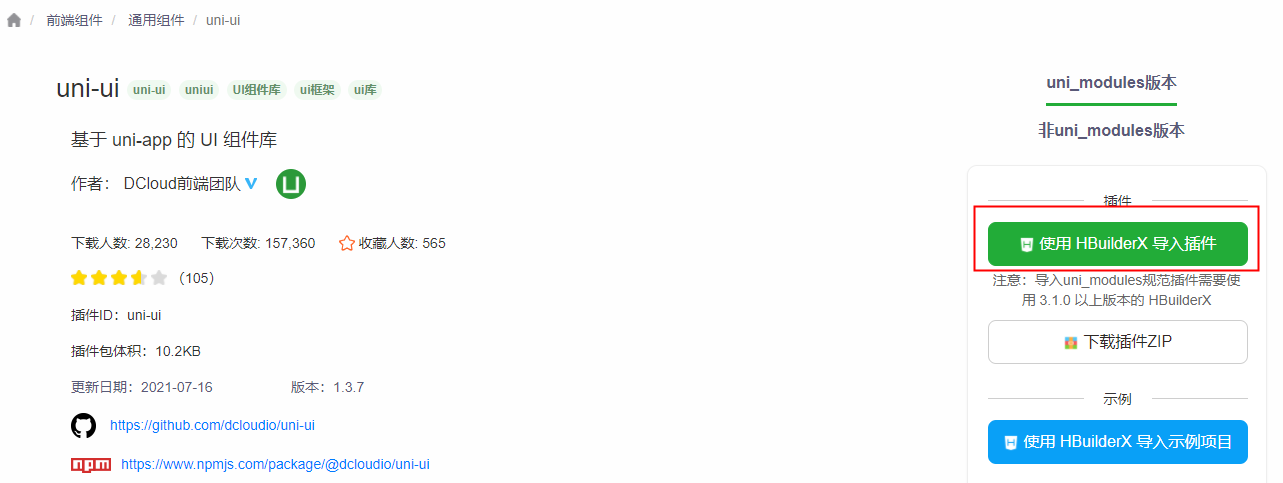 / 前端组件 / 通用组件 / uni-ui
uni-ui uni-ui uniui UI组件库 ui框架 ui库
基于 uni-app 的 UI 组件库
作者： DCloud前端团队
下载人数: 28,230 下载次数: 157,360 收藏人数: 565
（105）
插件ID：uni-ui
插件包体积：10.2KB
更新日期：2021-07-16 版本：1.3.7
https://github.com/dcloudio/uni-ui
npm https://www.npmjs.com/package/@dcloudio/uni-ui
uni_modules版本
非uni_modules版本
插件
使用 HBuilderX 导入插件
注意：导入uni_modules规范插件需要使
用 3.1.0 以上版本的 HBuilderX
下载插件ZIP
示例
使用 HBuilderX 导入示例项目